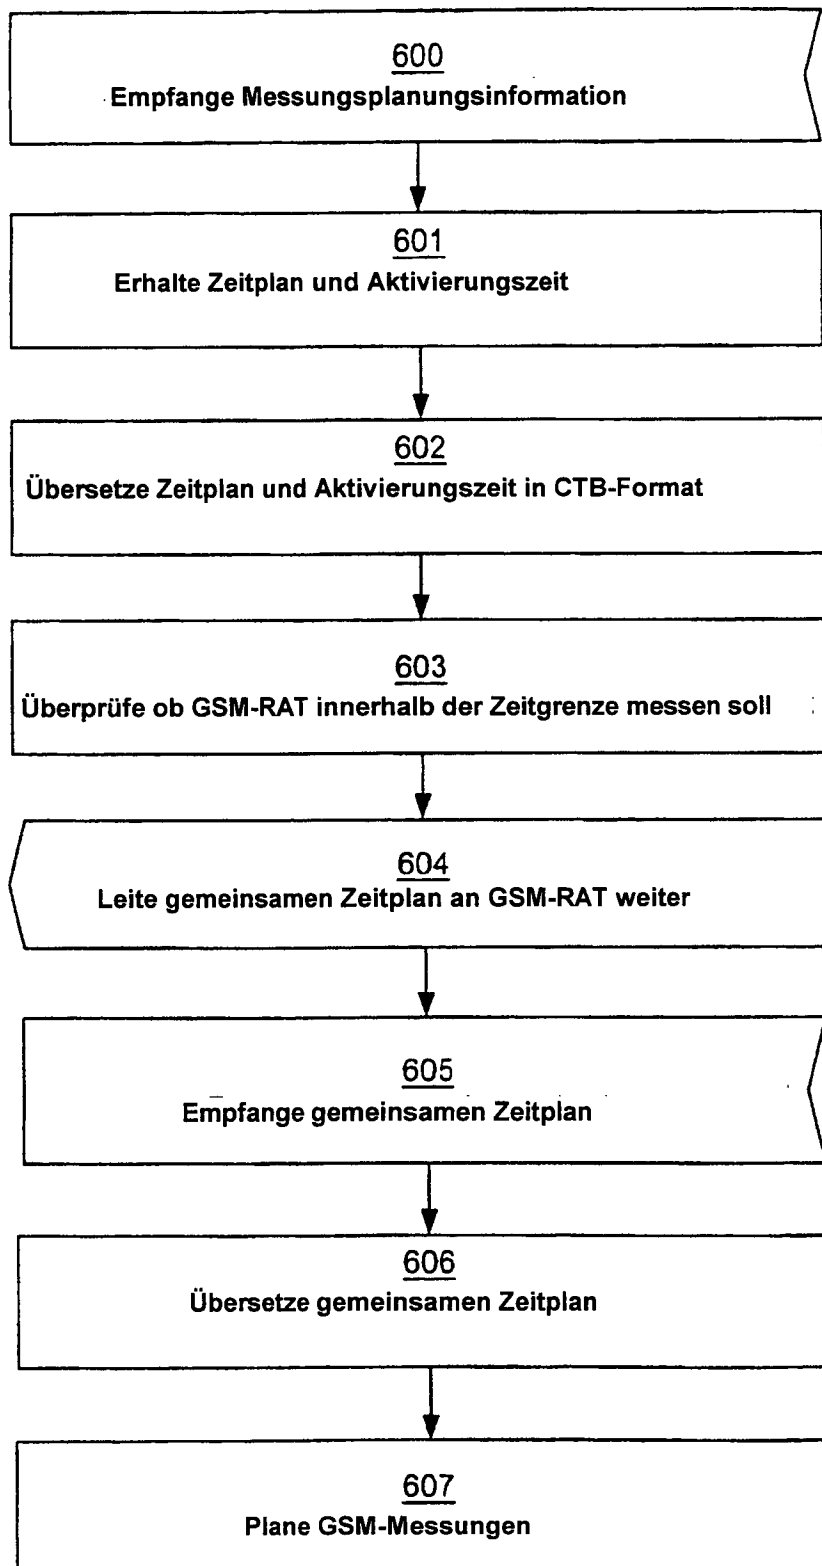 600
Empfange Messungsplanungsinformation
601
Erhalte Zeitplan und Aktivierungszeit
602
Übersetze Zeitplan und Aktivierungszeit in CTB-Format
603
Überprüfe ob GSM-RAT innerhalb der Zeitgrenze messen soll
604
Leite gemeinsamen Zeitplan an GSM-RAT weiter
605
Empfange gemeinsamen Zeitplan
606
Übersetze gemeinsamen Zeitplan
607
Plane GSM-Messungen